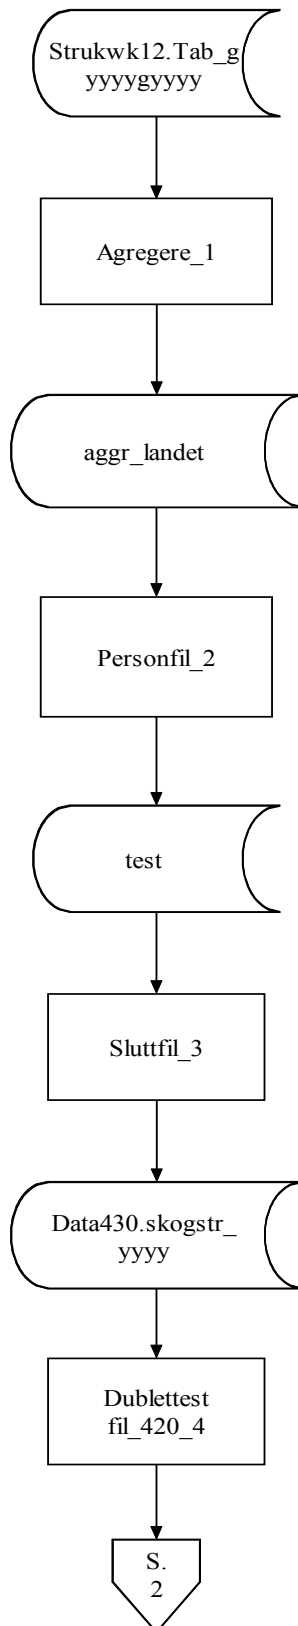 Strukwk12.Tab_g
yyyygyyyy
Agregere_1
aggr_landet
Personfil_2
test
Sluttfil_3
Data430.skogstr_
yyyy
Dublettest
fil_420_4
S.
2